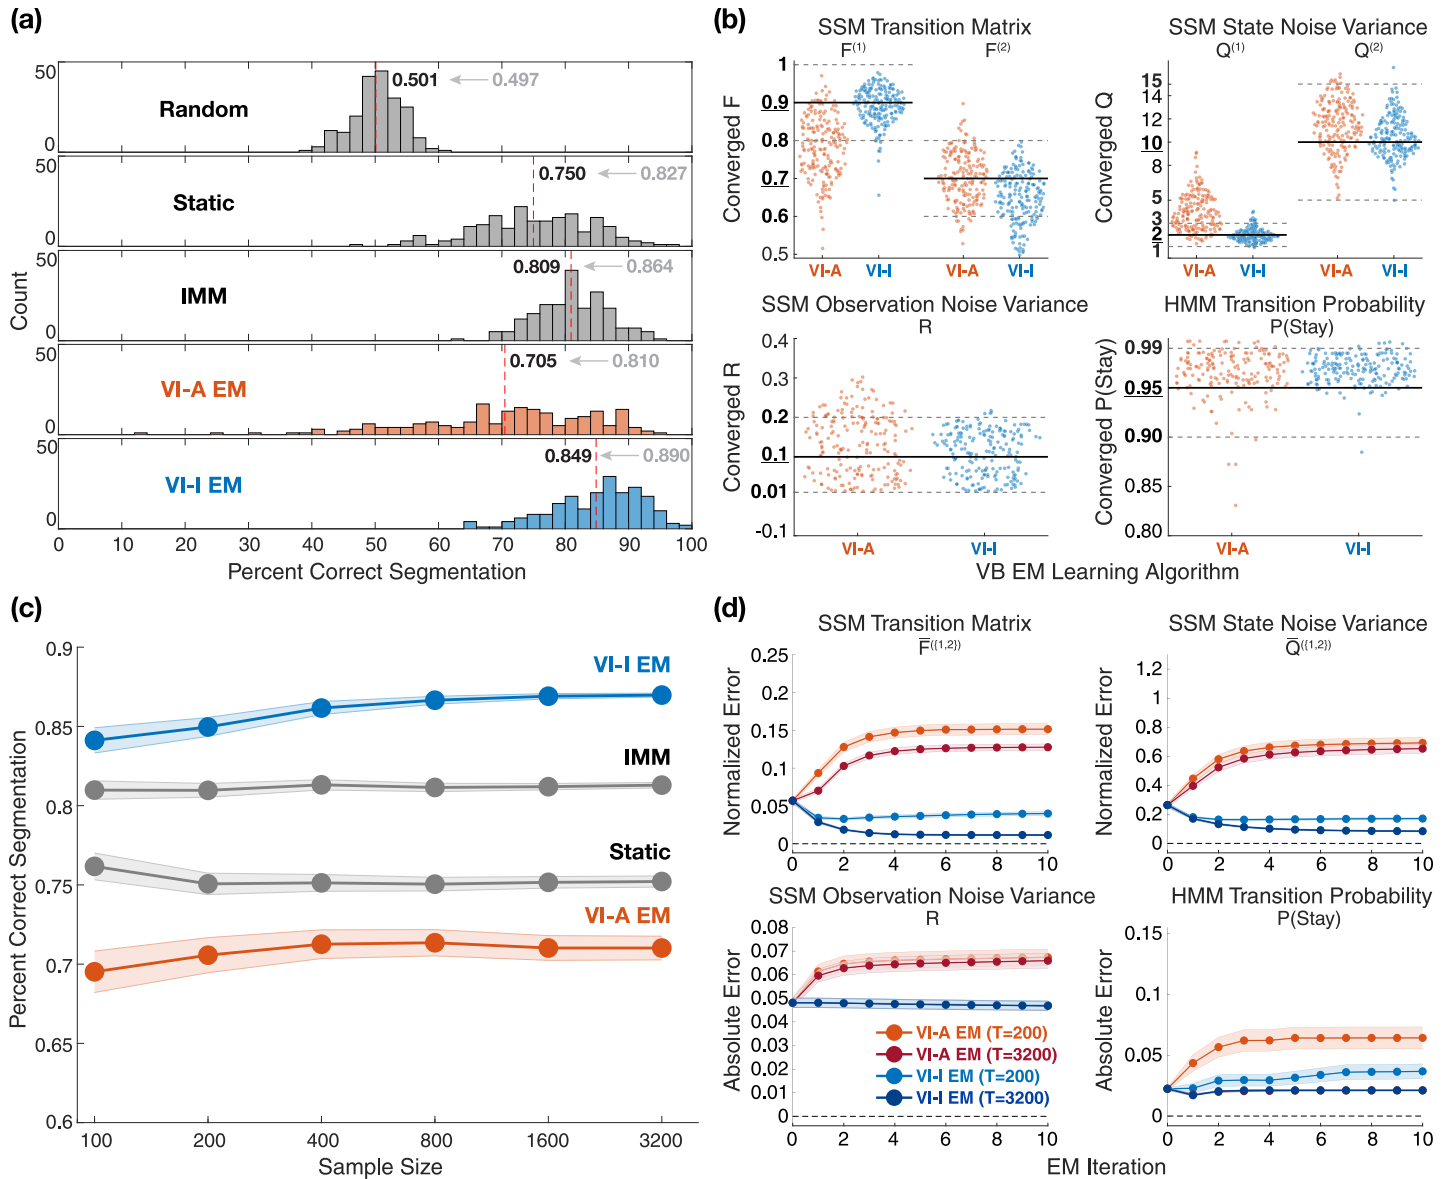 (a)
50
0
Random
0.501
0.497
50
0
Static
0.750
0.827
50
0
IMM
0.809
0.864
50
0
VI-A EM
0.705
0.810
50
0
VI-I EM
0.849
0.890
Count
0 10 20 30 40 50 60 70 80 90 100
Percent Correct Segmentation
(b)
SSM Transition Matrix
F(1) F(2)
Converged F
1
0.9
0.8
0.7
0.6
0.5
VI-A VI-I VI-A VI-I
SSM State Noise Variance
Q(1) Q(2)
Converged Q
15
12
10
8
5
3
2
1
VI-A VI-I VI-A VI-I
SSM Observation Noise Variance
R
Converged R
0.4
0.3
0.2
0.1
0.01
-0.1
VI-A VI-I
HMM Transition Probability
P(Stay)
Converged P(Stay)
0.99
0.95
0.90
0.85
0.80
VI-A VI-I
VB EM Learning Algorithm
(c)
Percent Correct Segmentation
0.9
0.85
0.8
0.75
0.7
0.65
0.6
VI-I EM
IMM
Static
VI-A EM
100 200 400 800 1600 3200
Sample Size
(d)
SSM Transition Matrix
F̅({1,2})
Normalized Error
0.25
0.2
0.15
0.1
0.05
0
0 2 4 6 8 10
SSM State Noise Variance
Q̅({1,2})
Normalized Error
1.2
1
0.8
0.6
0.4
0.2
0
0 2 4 6 8 10
SSM Observation Noise Variance
R
Absolute Error
0.08
0.07
0.06
0.05
0.04
0.03
0.02
0.01
0
VI-A EM (T=200)
VI-A EM (T=3200)
VI-I EM (T=200)
VI-I EM (T=3200)
0 2 4 6 8 10
HMM Transition Probability
P(Stay)
Absolute Error
0.15
0.1
0.05
0
0 2 4 6 8 10
EM Iteration